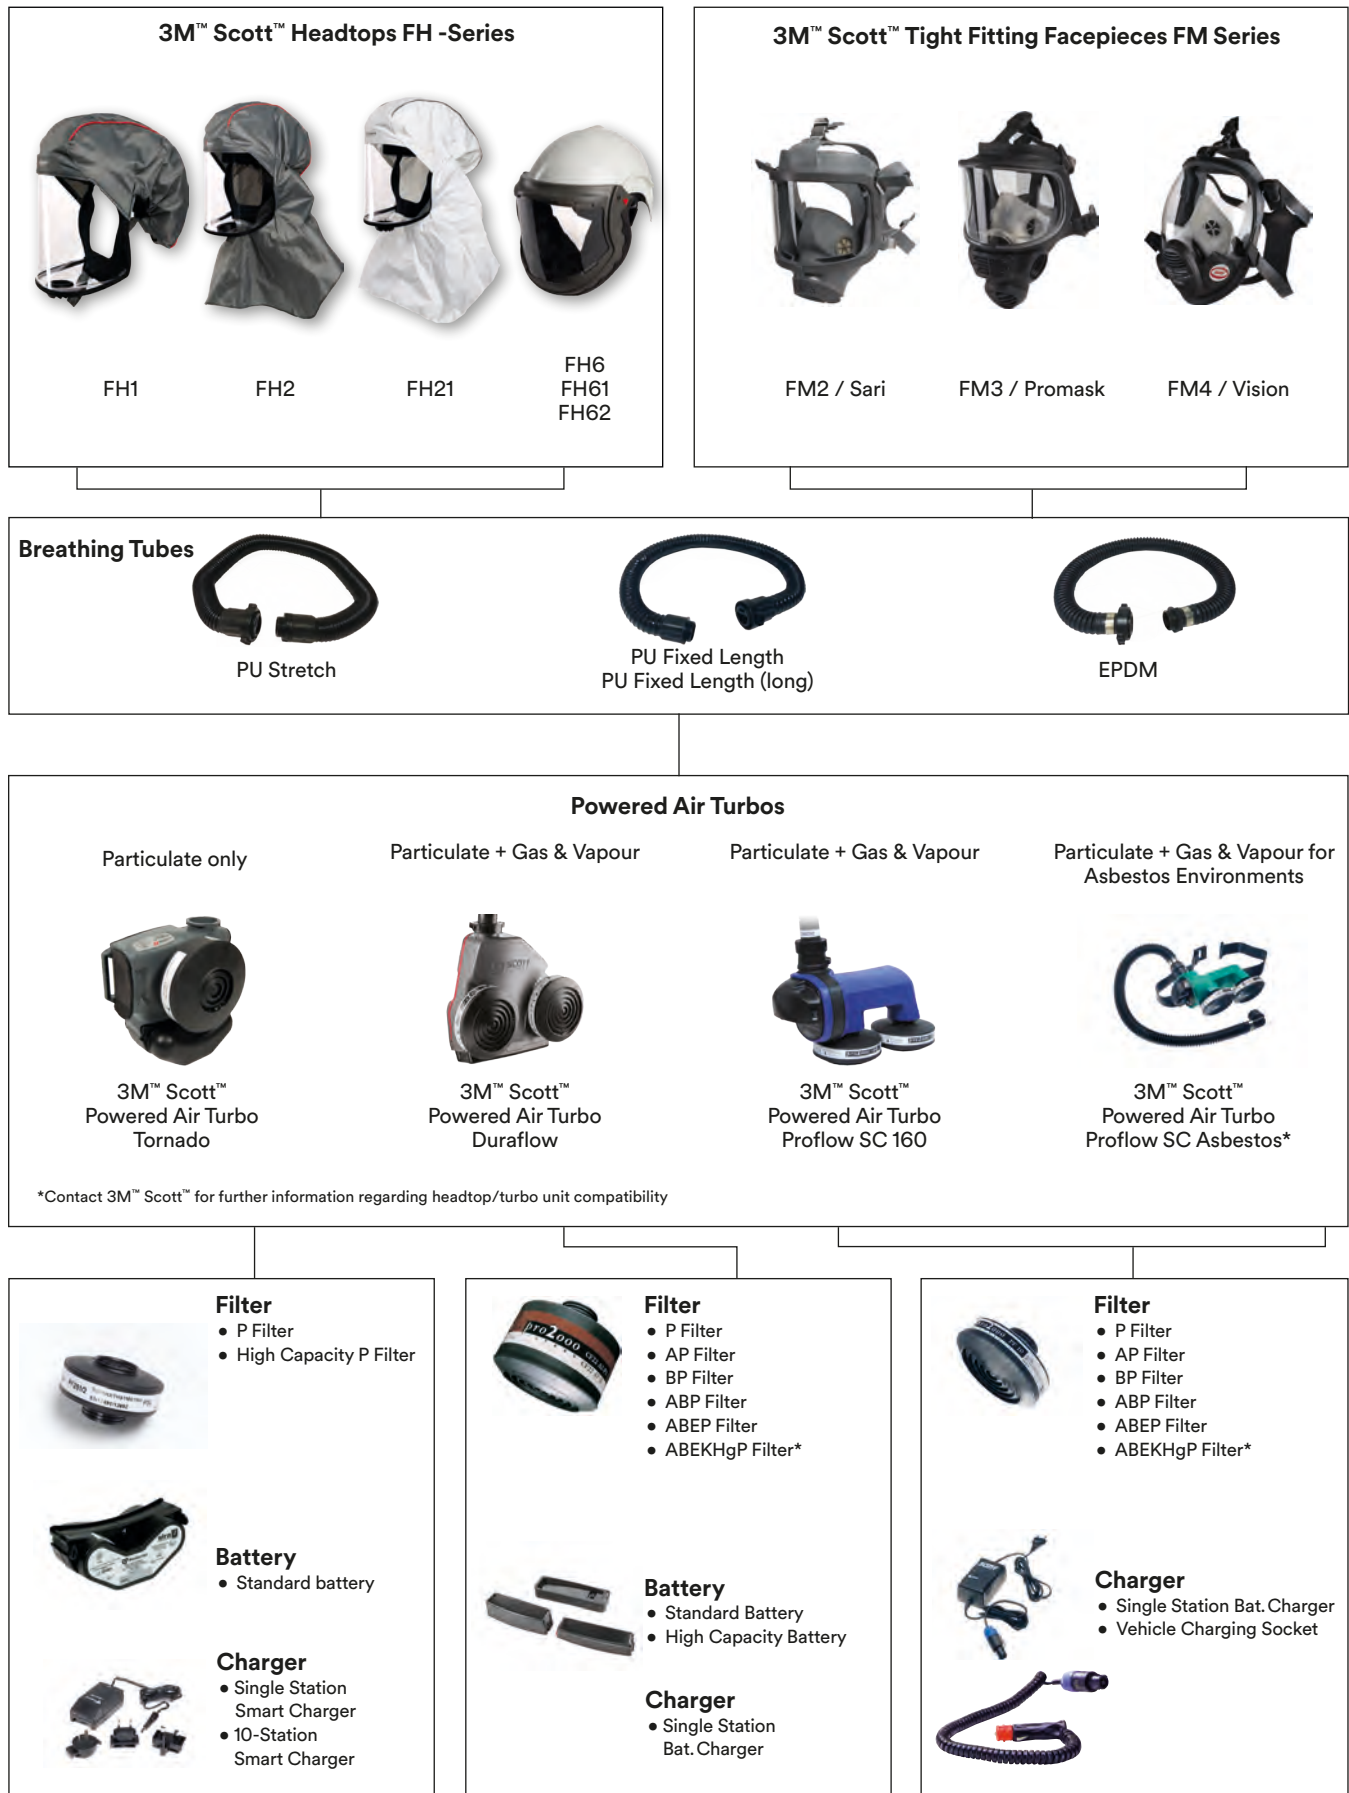 3M™ Scott™ Headtops FH -Series
FH1
FH2
FH21
FH6
FH61
FH62
3M™ Scott™ Tight Fitting Facepieces FM Series
FM2 / Sari
FM3 / Promask
FM4 / Vision
Breathing Tubes
PU Stretch
PU Fixed Length
PU Fixed Length (long)
EPDM
Powered Air Turbos
Particulate only
3M™ Scott™
Powered Air Turbo
Tornado
Particulate + Gas & Vapour
SCOTT
3M™ Scott™
Powered Air Turbo
Duraflow
Particulate + Gas & Vapour
3M™ Scott™
Powered Air Turbo
Proflow SC 160
Particulate + Gas & Vapour for
Asbestos Environments
3M™ Scott™
Powered Air Turbo
Proflow SC Asbestos*
*Contact 3M™ Scott™ for further information regarding headtop/turbo unit compatibility
Filter
• P Filter
• High Capacity P Filter
Battery
• Standard battery
Charger
• Single Station
Smart Charger
• 10-Station
Smart Charger
pro2000
Filter
• P Filter
• AP Filter
• BP Filter
• ABP Filter
• ABEP Filter
• ABEKHgP Filter*
Battery
• Standard Battery
• High Capacity Battery
Charger
• Single Station
Bat. Charger
pro2000
Filter
• P Filter
• AP Filter
• BP Filter
• ABP Filter
• ABEP Filter
• ABEKHgP Filter*
Charger
• Single Station Bat. Charger
• Vehicle Charging Socket